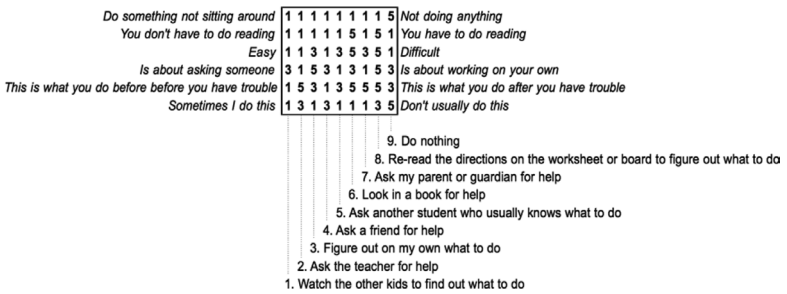 Do something not sitting around 1 1 1 1 1 1 1 1 5 Not doing anything
You don't have to do reading 1 1 1 1 1 5 1 5 1 You have to do reading
Easy 1 1 3 1 3 5 3 5 1 Difficult
Is about asking someone 3 1 5 3 1 3 1 5 3 Is about working on your own
This is what you do before before you have trouble 1 5 3 1 3 5 5 5 3 This is what you do after you have trouble
Sometimes I do this 1 3 1 3 1 1 1 3 5 Don't usually do this
9. Do nothing
8. Re-read the directions on the worksheet or board to figure out what to do
7. Ask my parent or guardian for help
6. Look in a book for help
5. Ask another student who usually knows what to do
4. Ask a friend for help
3. Figure out on my own what to do
2. Ask the teacher for help
1. Watch the other kids to find out what to do